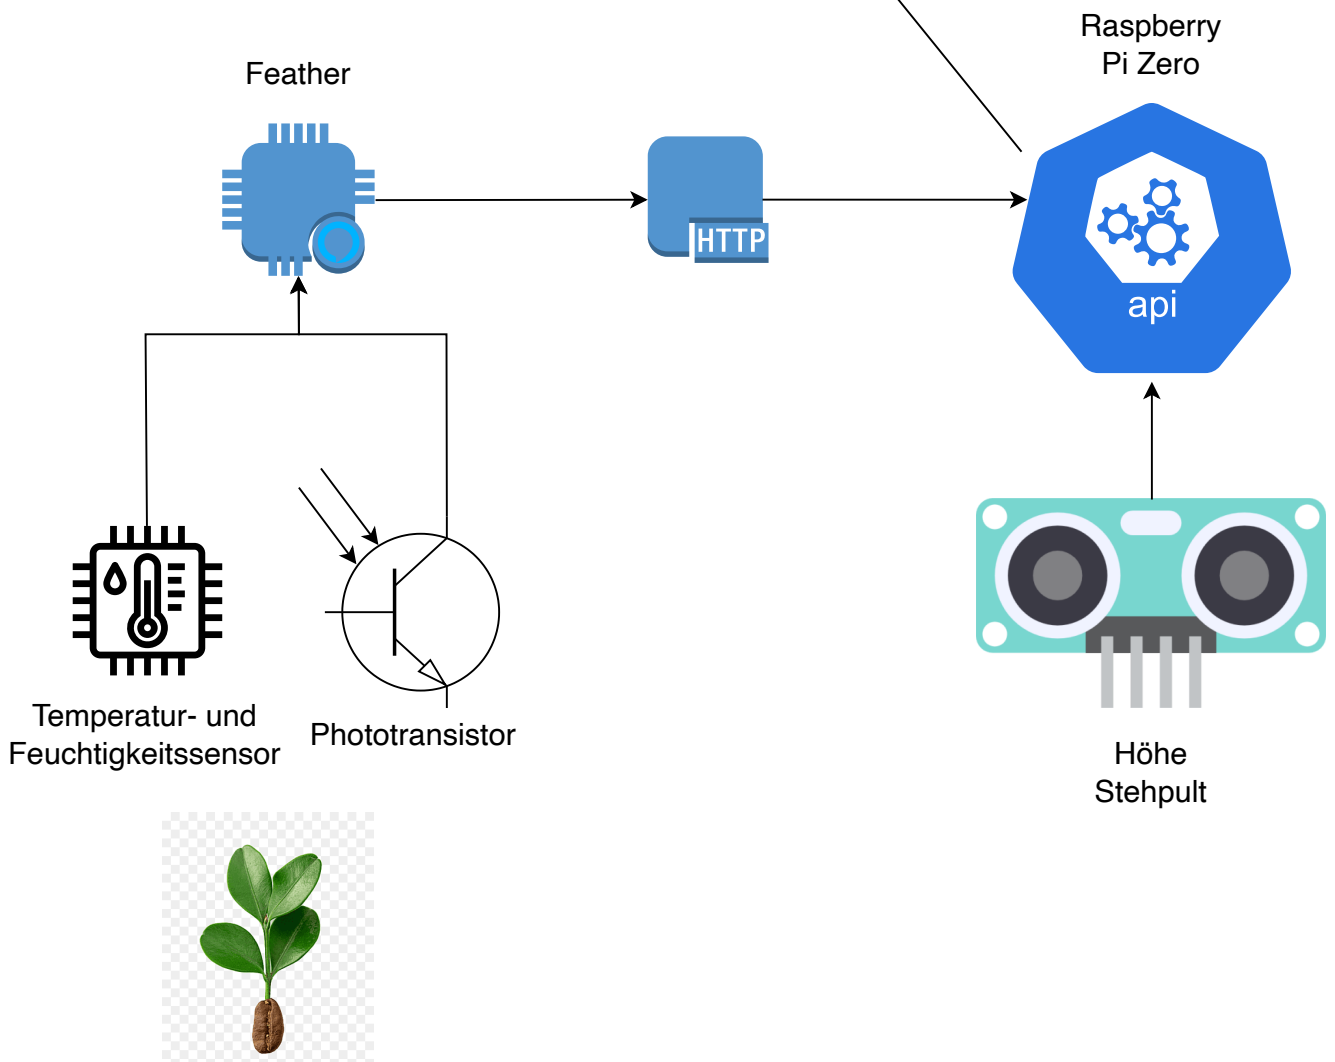 Raspberry
Pi Zero
Feather
HTTP
api
Temperatur- und
Feuchtigkeitssensor
Phototransistor
Höhe
Stehpult